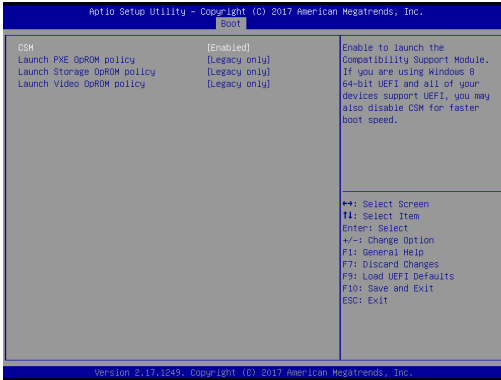 Aptio Setup Utility – Copyright (C) 2017 American Megatrends, Inc.
Boot
CSM [Enabled]
Launch PXE OpROM policy [Legacy only]
Launch Storage OpROM policy [Legacy only]
Launch Video OpROM policy [Legacy only]
Enable to launch the
Compatibility Support Module.
If you are using Windows 8
64-bit UEFI and all of your
devices support UEFI, you may
also disable CSM for faster
boot speed.
↔: Select Screen
↑↓: Select Item
Enter: Select
+/-: Change Option
F1: General Help
F7: Discard Changes
F9: Load UEFI Defaults
F10: Save and Exit
ESC: Exit
Version 2.17.1249. Copyright (C) 2017 American Megatrends, Inc.